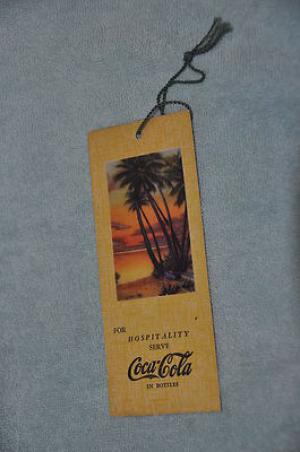 FOR
HOSPITALITY
SERVE
Coca-Cola
IN BOTTLES